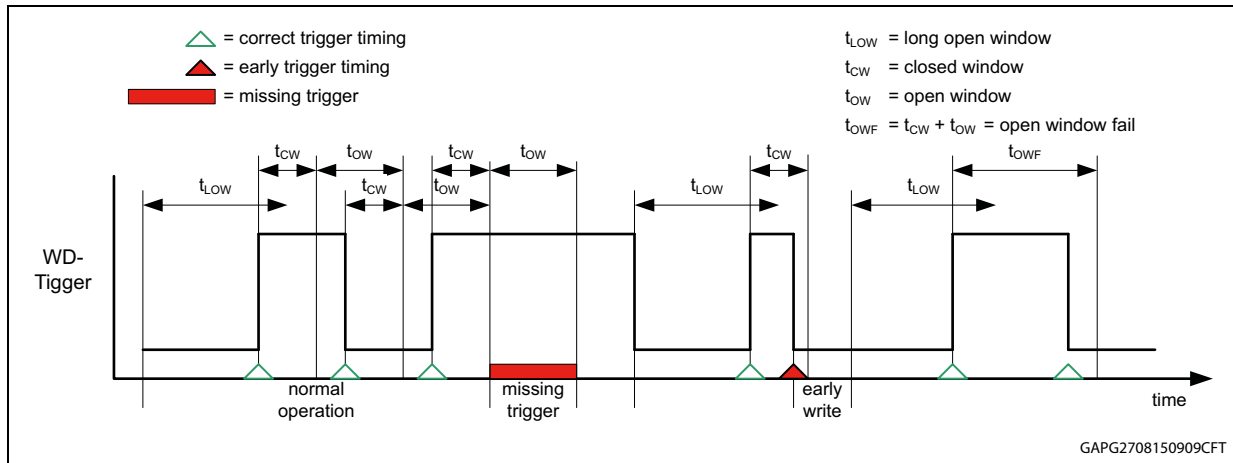 = correct trigger timing
= early trigger timing
= missing trigger
tLOW = long open window
tCW = closed window
tOW = open window
tOWF = tCW + tOW = open window fail
tCW
tOW
tCW
tOW
tCW
tOWF
tLOW
tCW
tOW
tLOW
tLOW
WD-
Tigger
normal
operation
missing
trigger
early
write
time
GAPG2708150909CFT